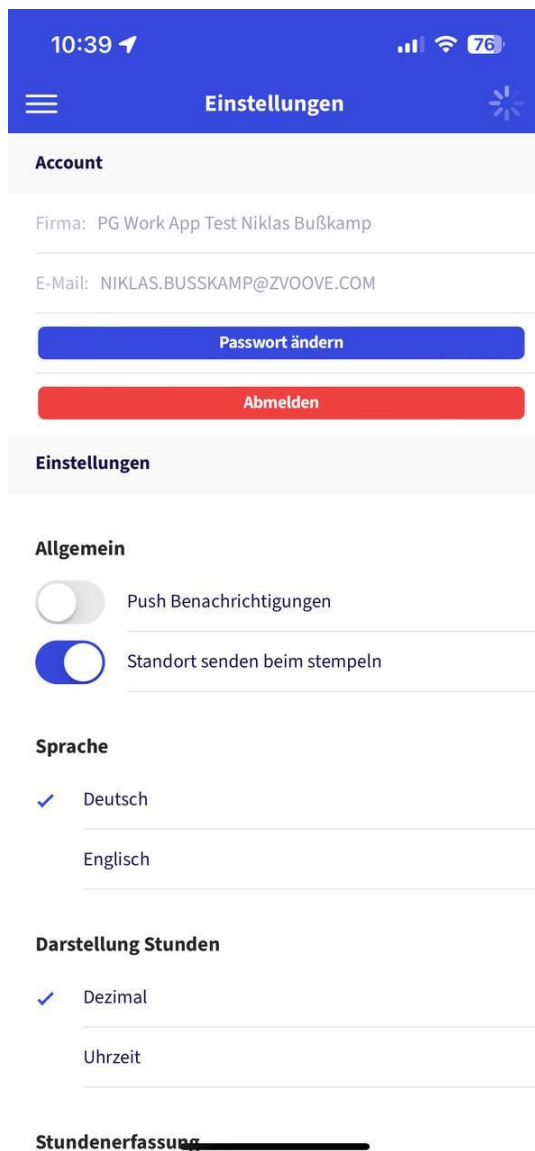 10:39
76
Einstellungen
Account
Firma: PG Work App Test Niklas Bußkamp
E-Mail: NIKLAS.BUSSKAMP@ZVOOVE.COM
Passwort ändern
Abmelden
Einstellungen
Allgemein
Push Benachrichtigungen
Standort senden beim stempeln
Sprache
Deutsch
Englisch
Darstellung Stunden
Dezimal
Uhrzeit
Stundenerfassung